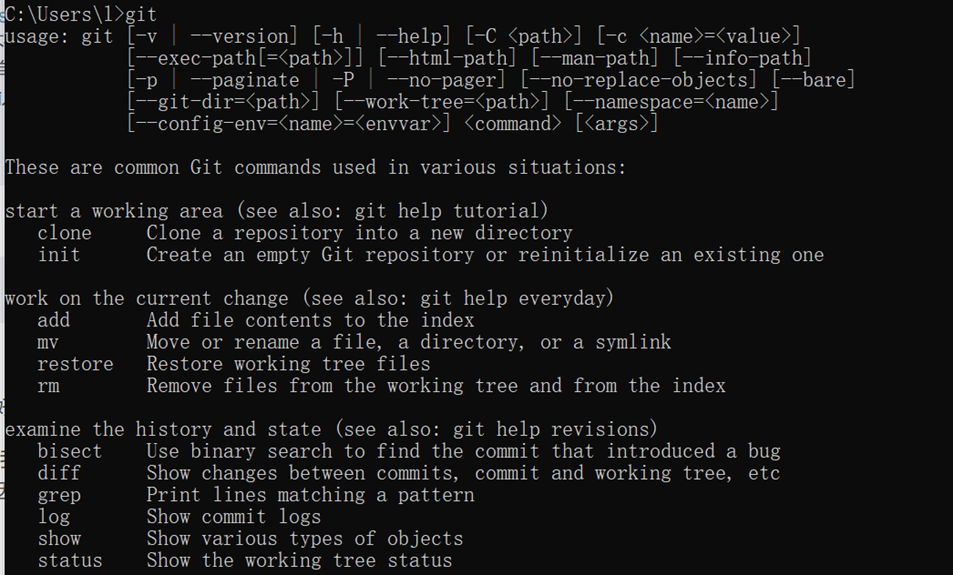 C:\Users\l>git
usage: git [-v | --version] [-h | --help] [-C <path>] [-c <name>=<value>]
           [--exec-path[=<path>]] [--html-path] [--man-path] [--info-path]
           [-p | --paginate | -P | --no-pager] [--no-replace-objects] [--bare]
           [--git-dir=<path>] [--work-tree=<path>] [--namespace=<name>]
           [--config-env=<name>=<envvar>] <command> [<args>]

These are common Git commands used in various situations:

start a working area (see also: git help tutorial)
   clone     Clone a repository into a new directory
   init      Create an empty Git repository or reinitialize an existing one

work on the current change (see also: git help everyday)
   add       Add file contents to the index
   mv        Move or rename a file, a directory, or a symlink
   restore   Restore working tree files
   rm        Remove files from the working tree and from the index

examine the history and state (see also: git help revisions)
   bisect    Use binary search to find the commit that introduced a bug
   diff      Show changes between commits, commit and working tree, etc
   grep      Print lines matching a pattern
   log       Show commit logs
   show      Show various types of objects
   status    Show the working tree status